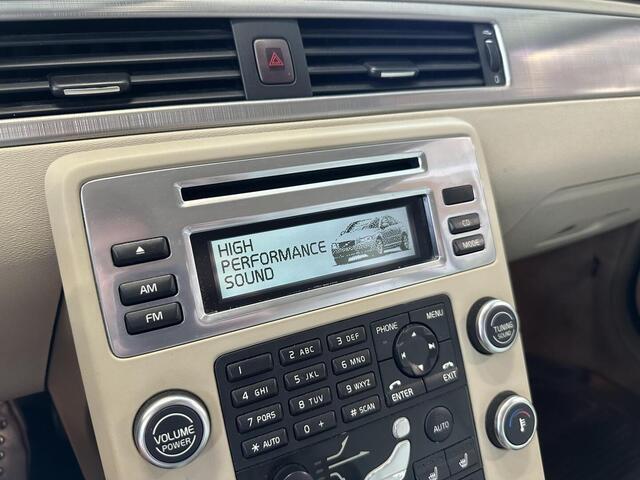 HIGH
PERFORMANCE
SOUND
AM
FM
CD
MODE
1
2 ABC
3 DEF
4 GHI
5 JKL
6 MNO
7 PQRS
8 TUV
9 WXYZ
* AUTO
0 +
# SCAN
PHONE
MENU
ENTER
EXIT
TUNING
SOUND
VOLUME
POWER
AUTO